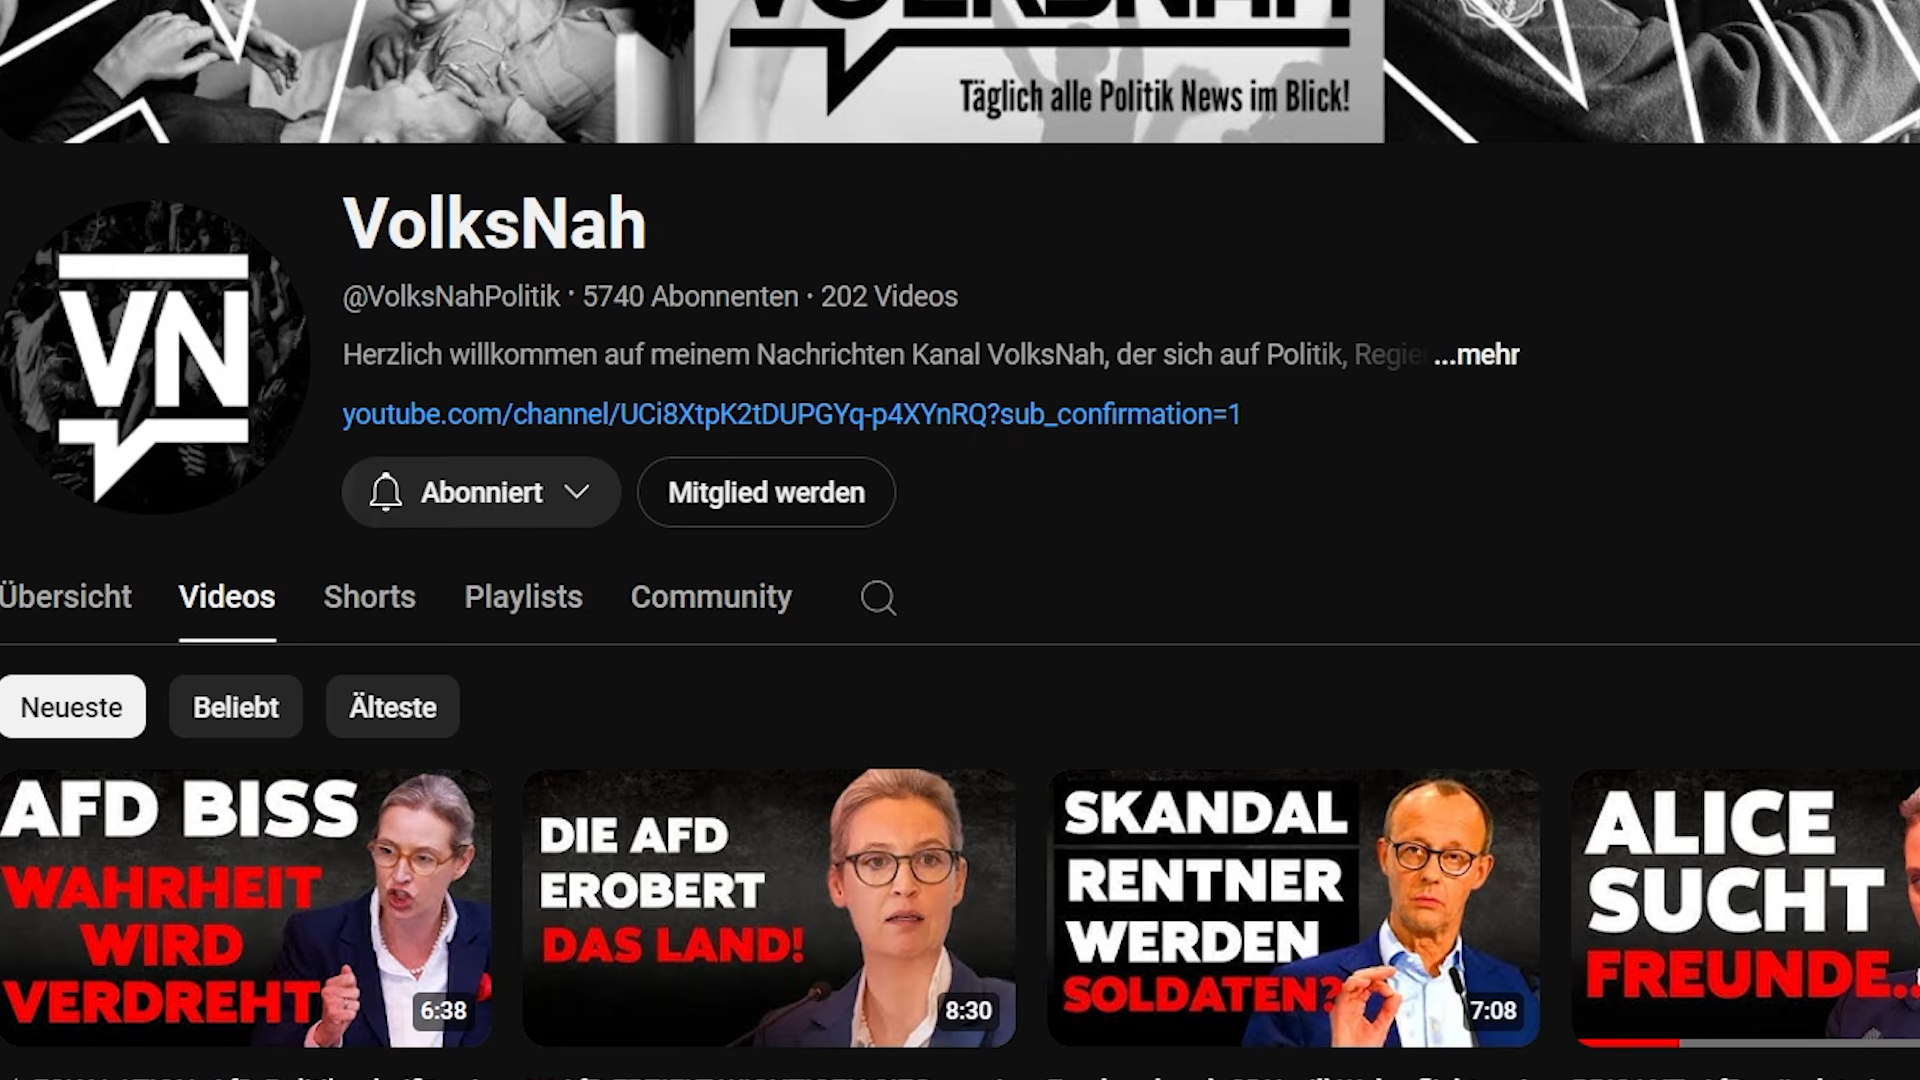 VOLKSNAH
Täglich alle Politik News im Blick!
VN
VolksNah
@VolksNahPolitik · 5740 Abonnenten · 202 Videos
Herzlich willkommen auf meinem Nachrichten Kanal VolksNah, der sich auf Politik, ...mehr
youtube.com/channel/UCi8XtpK2tDUPGYq-p4XYnRQ?sub_confirmation=1
Abonniert
Mitglied werden
Übersicht
Videos
Shorts
Playlists
Community
Neueste
Beliebt
Älteste
AFD BISS
WAHRHEIT
WIRD
VERDREHT
6:38
DIE AFD
EROBERT
DAS LAND!
8:30
SKANDAL
RENTNER
WERDEN
SOLDATEN?
7:08
ALICE
SUCHT
FREUNDE..